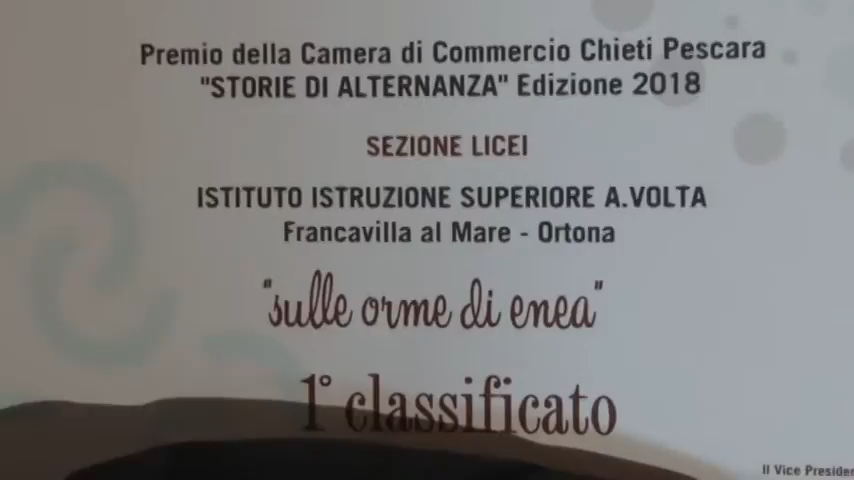 Premio della Camera di Commercio Chieti Pescara
"STORIE DI ALTERNANZA" Edizione 2018
SEZIONE LICEI
ISTITUTO ISTRUZIONE SUPERIORE A.VOLTA
Francavilla al Mare - Ortona
"sulle orme di enea"
1° classificato
Il Vice Presiden